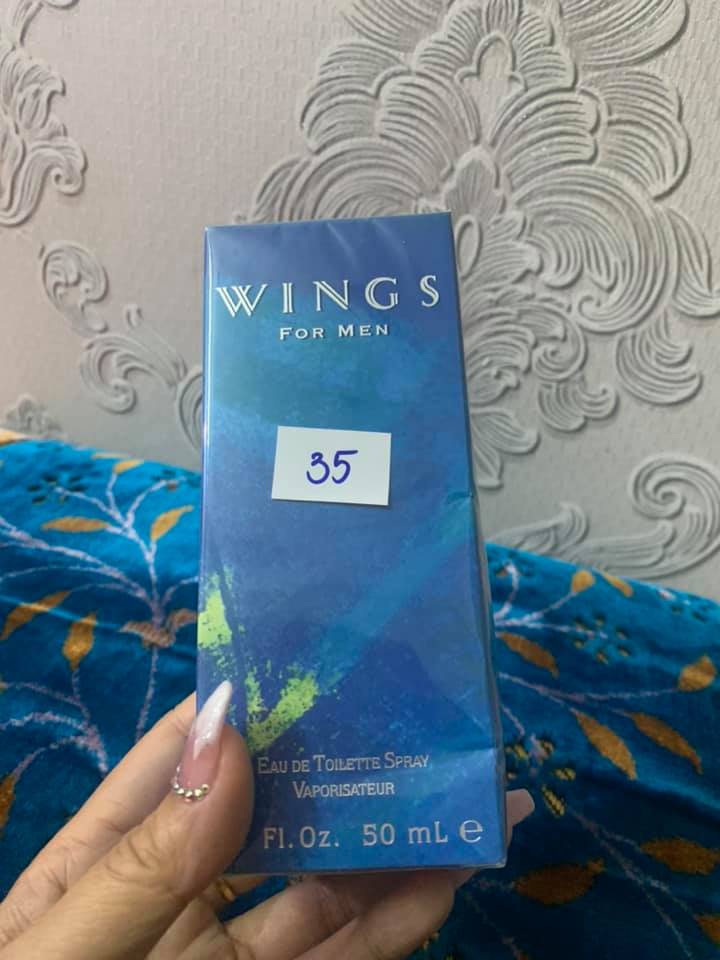 WINGS
FOR MEN
35
EAU DE TOILETTE SPRAY
VAPORISATEUR
Fl.Oz. 50 mL e